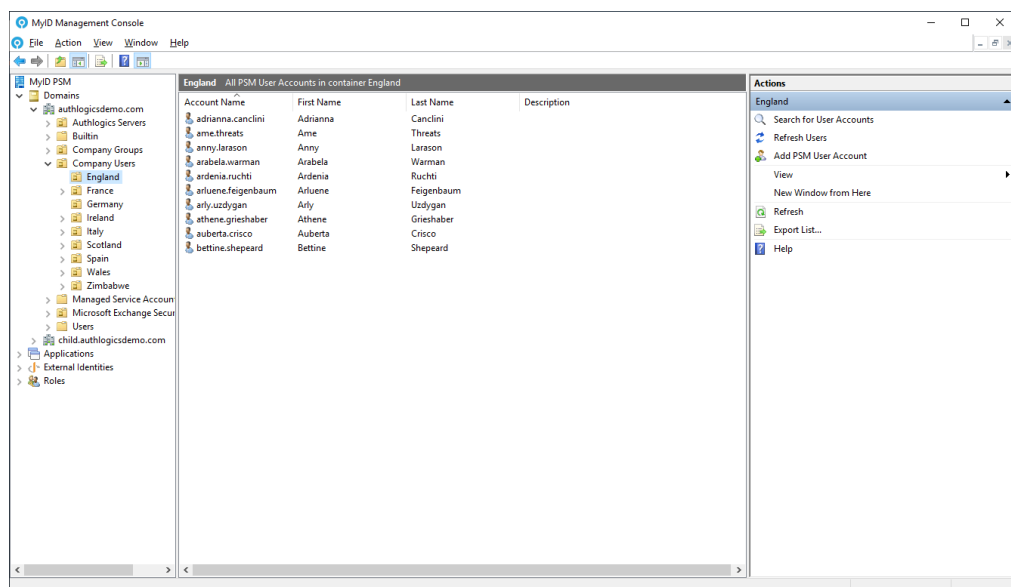 MyID Management Console
File Action View Window Help
MyID PSM
Domains
authlogicsdemo.com
Authlogics Servers
Builtin
Company Groups
Company Users
England
France
Germany
Ireland
Italy
Scotland
Spain
Wales
Zimbabwe
Managed Service Accoun
Microsoft Exchange Secur
Users
child.authlogicsdemo.com
Applications
External Identities
Roles
England All PSM User Accounts in container England
Account Name First Name Last Name Description
adrianna.canclini Adrianna Canclini
ame.threats Ame Threats
anny.larason Anny Larason
arabela.warman Arabela Warman
ardenia.ruchti Ardenia Ruchti
arluene.feigenbaum Arluene Feigenbaum
arly.uzdygan Arly Uzdygan
athene.grieshaber Athene Grieshaber
auberta.crisco Auberta Crisco
bettine.shepeard Bettine Shepeard
Actions
England
Search for User Accounts
Refresh Users
Add PSM User Account
View
New Window from Here
Refresh
Export List...
Help